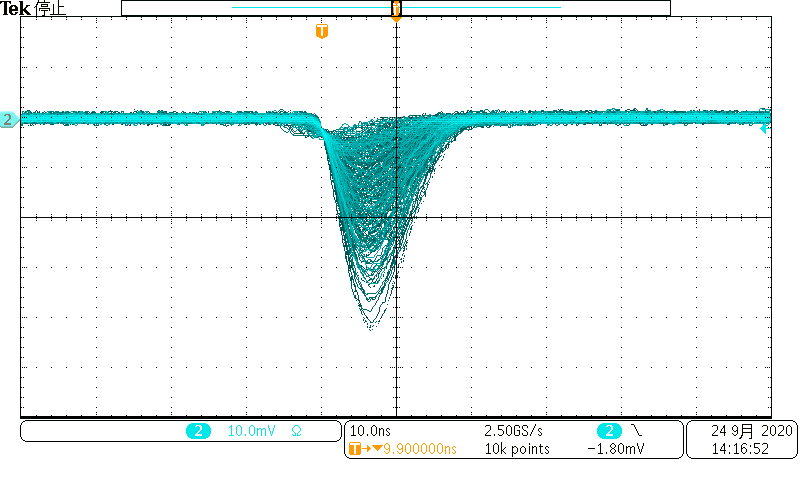 Tek 停止
T
T
2
2 10.0mV Ω
10.0ns 2.50GS/s 2
T→▼9.900000ns 10k points −1.80mV
24 9月 2020
14:16:52